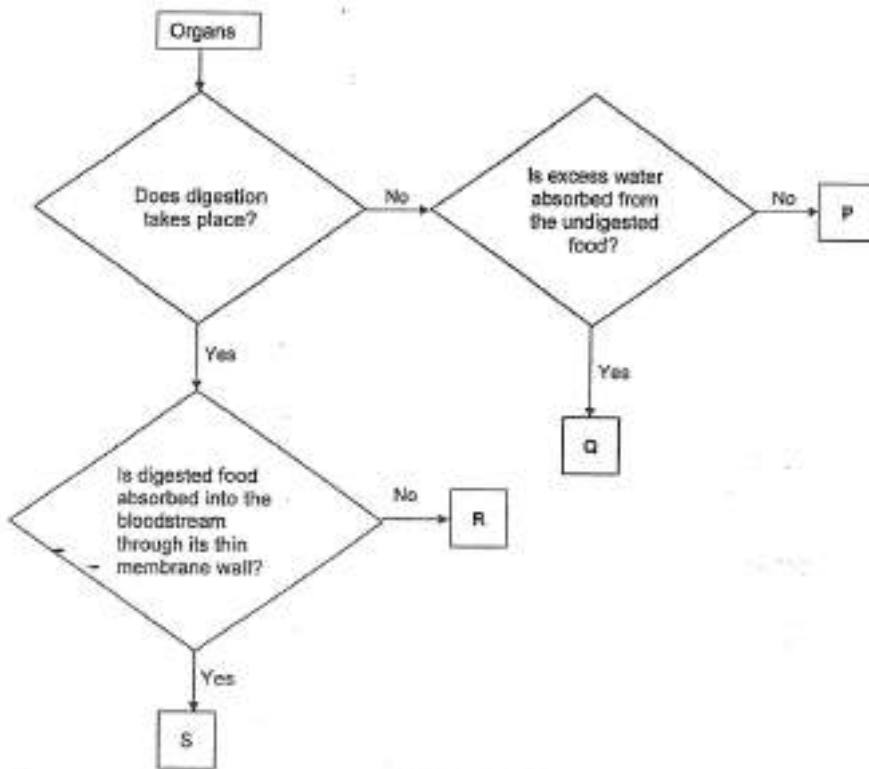 Organs
Does digestion
takes place?
No
Is excess water
absorbed from
the undigested
food?
No
P
Yes
Yes
Q
Is digested food
absorbed into the
bloodstream
through its thin
membrane wall?
No
R
Yes
S